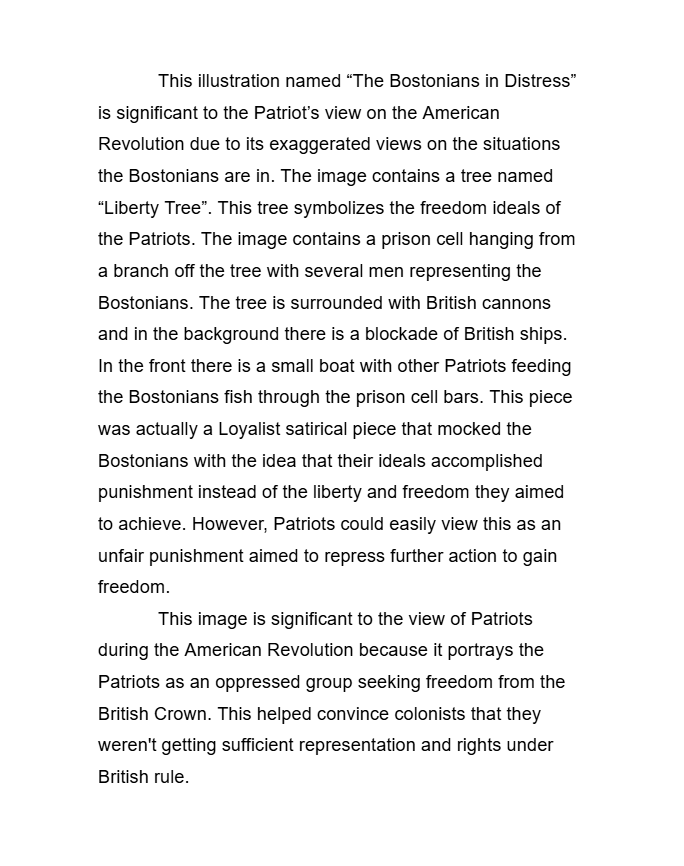 This illustration named “The Bostonians in Distress”
is significant to the Patriot’s view on the American
Revolution due to its exaggerated views on the situations
the Bostonians are in. The image contains a tree named
“Liberty Tree”. This tree symbolizes the freedom ideals of
the Patriots. The image contains a prison cell hanging from
a branch off the tree with several men representing the
Bostonians. The tree is surrounded with British cannons
and in the background there is a blockade of British ships.
In the front there is a small boat with other Patriots feeding
the Bostonians fish through the prison cell bars. This piece
was actually a Loyalist satirical piece that mocked the
Bostonians with the idea that their ideals accomplished
punishment instead of the liberty and freedom they aimed
to achieve. However, Patriots could easily view this as an
unfair punishment aimed to repress further action to gain
freedom.
This image is significant to the view of Patriots
during the American Revolution because it portrays the
Patriots as an oppressed group seeking freedom from the
British Crown. This helped convince colonists that they
weren't getting sufficient representation and rights under
British rule.